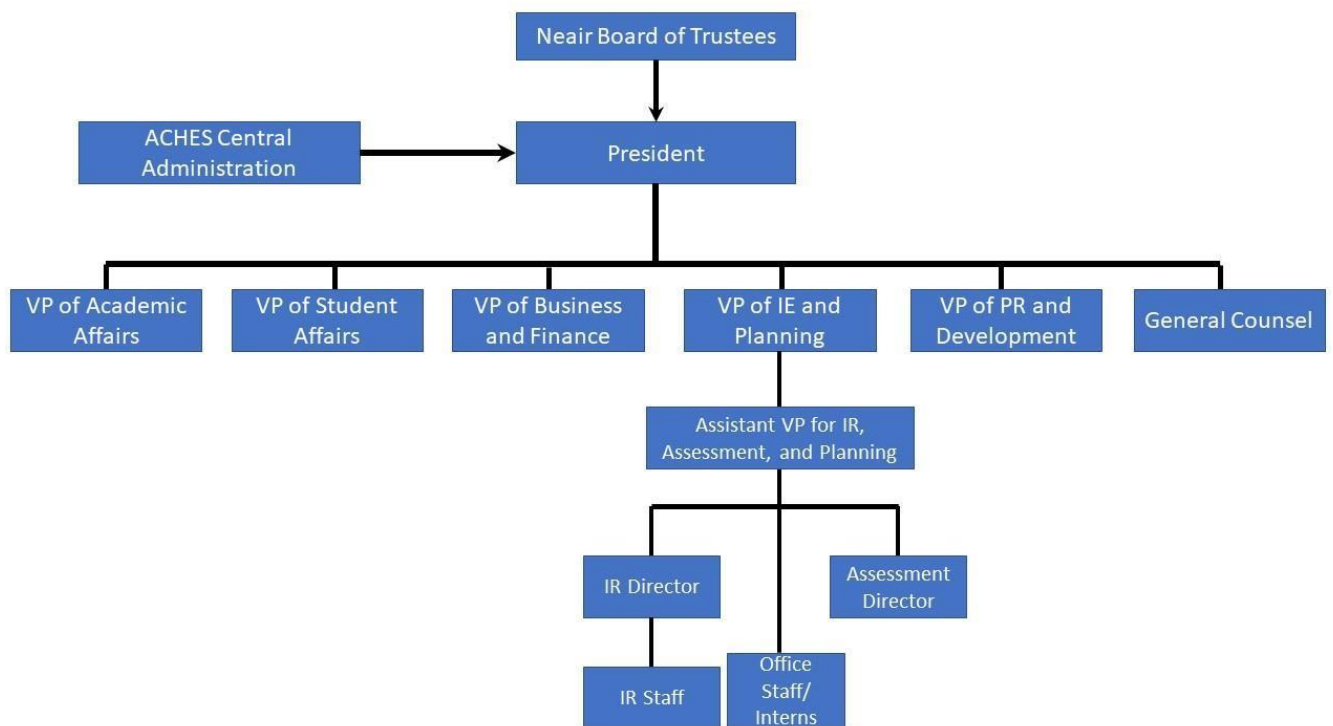 Neair Board of Trustees
ACHES Central
Administration
President
VP of Academic
Affairs
VP of Student
Affairs
VP of Business
and Finance
VP of IE and
Planning
VP of PR and
Development
General Counsel
Assistant VP for IR,
Assessment, and Planning
IR Director
Assessment
Director
IR Staff
Office
Staff/
Interns